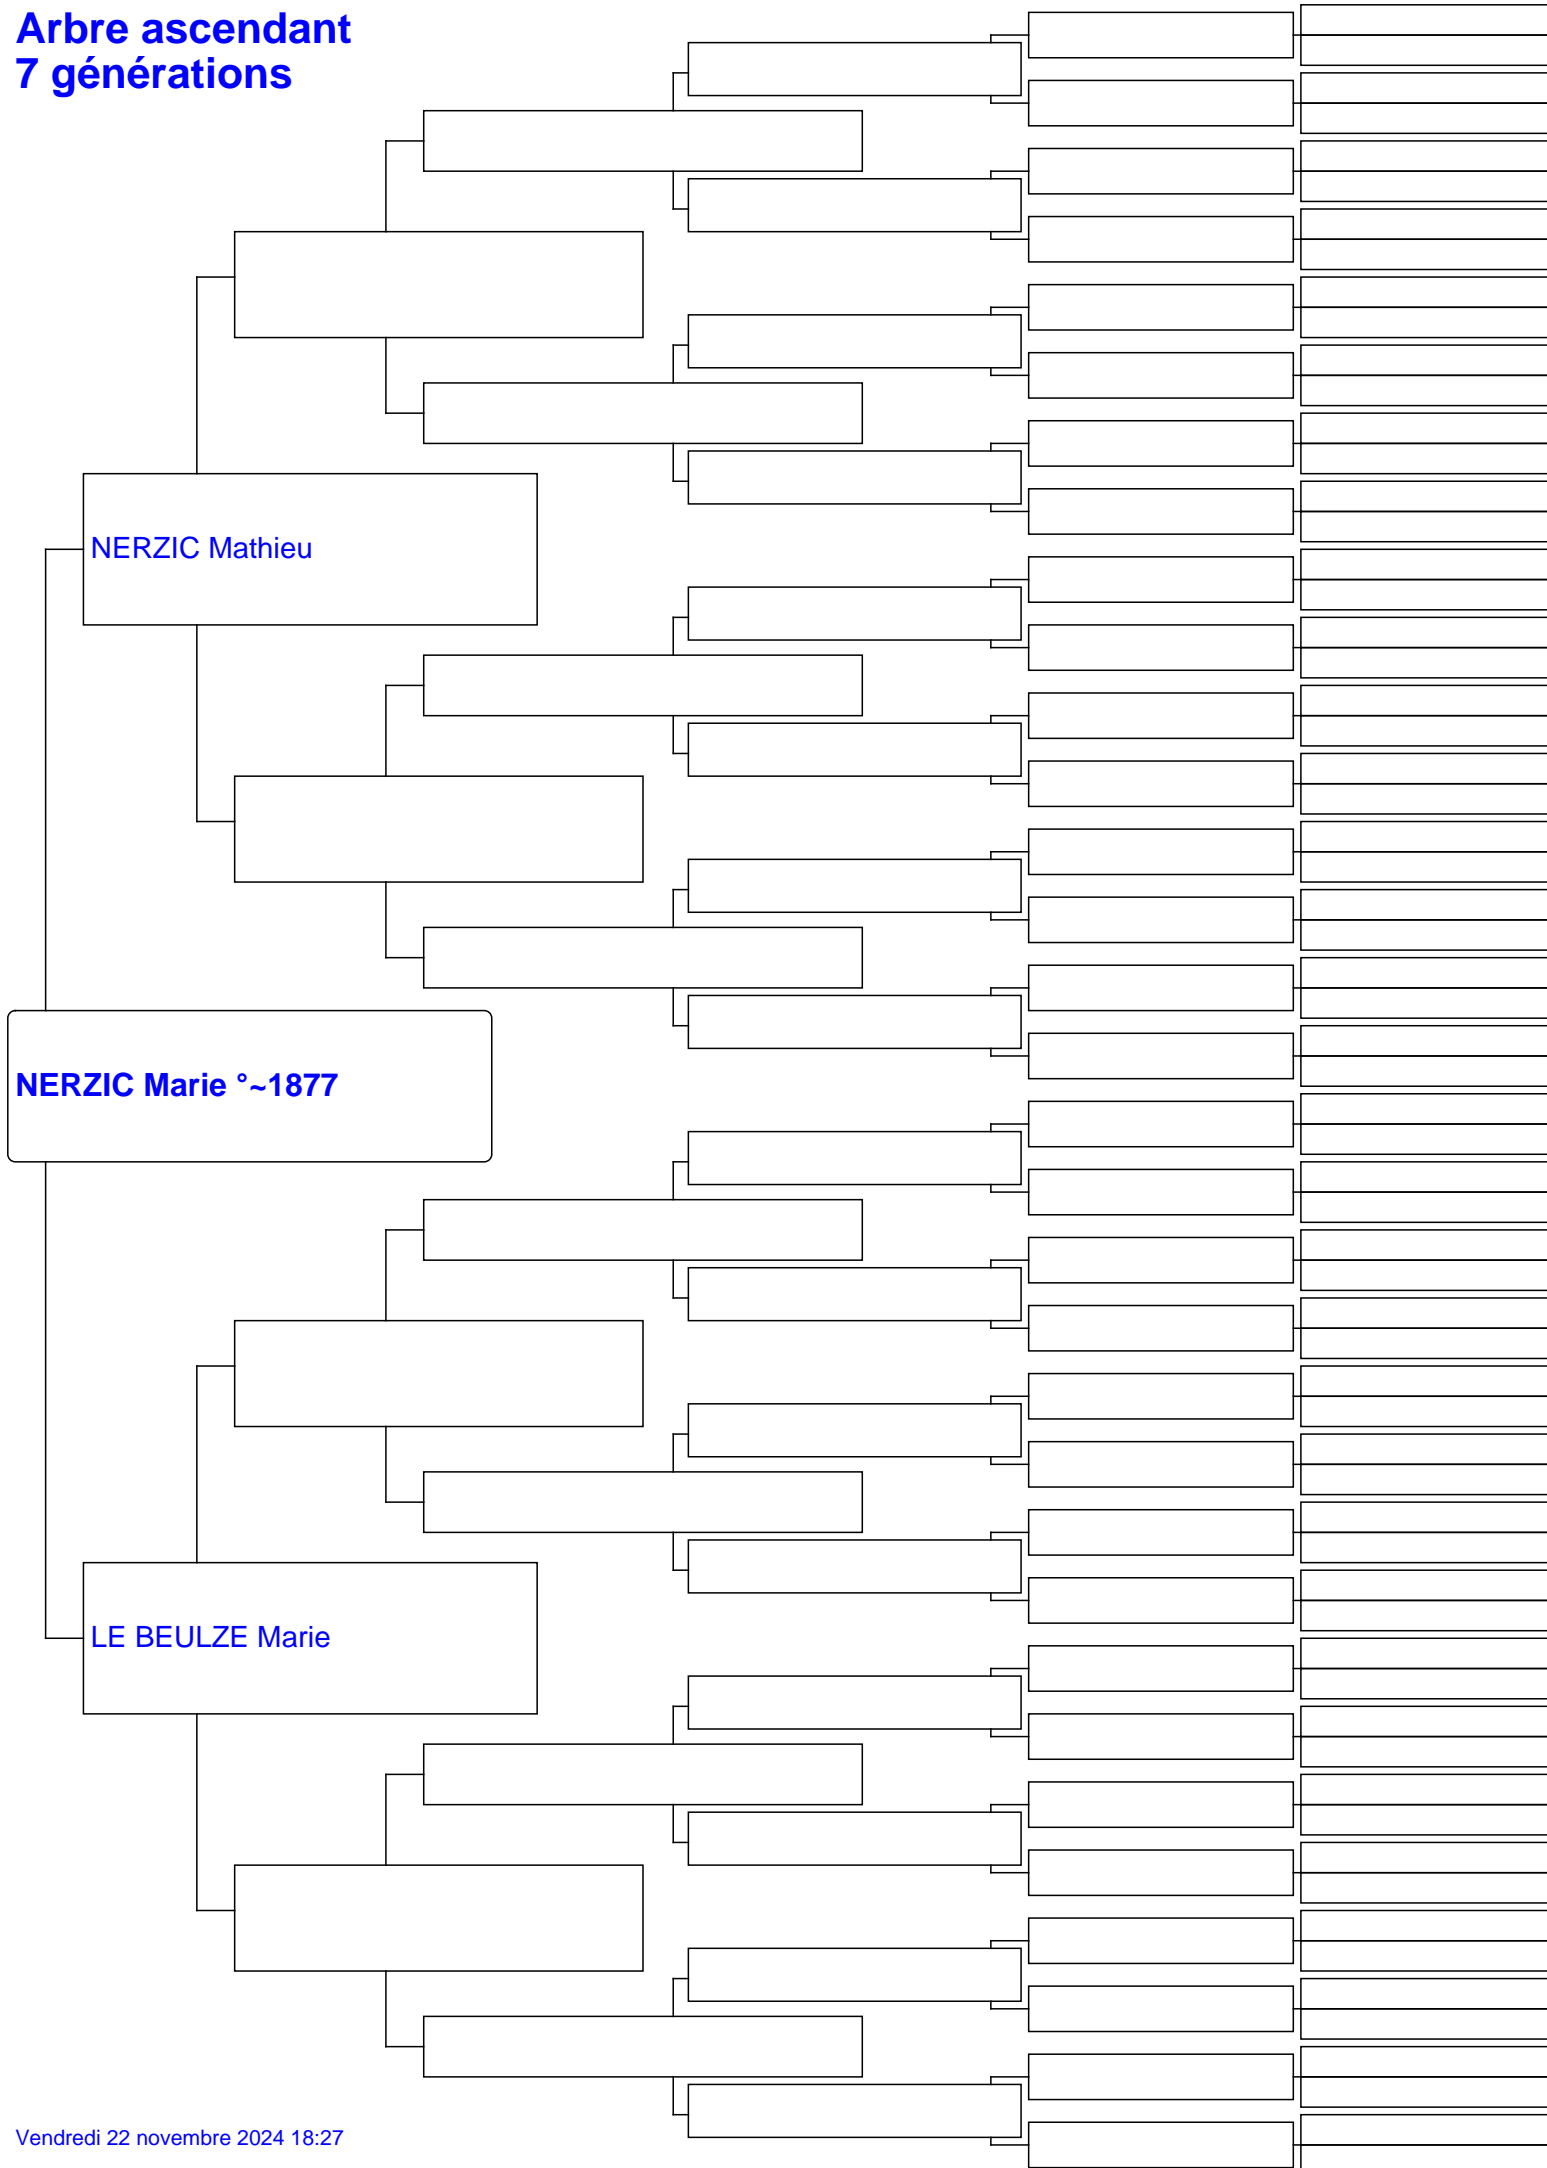 Arbre ascendant
7 générations
NERZIC Mathieu
NERZIC Marie °~1877
LE BEULZE Marie
Vendredi 22 novembre 2024 18:27